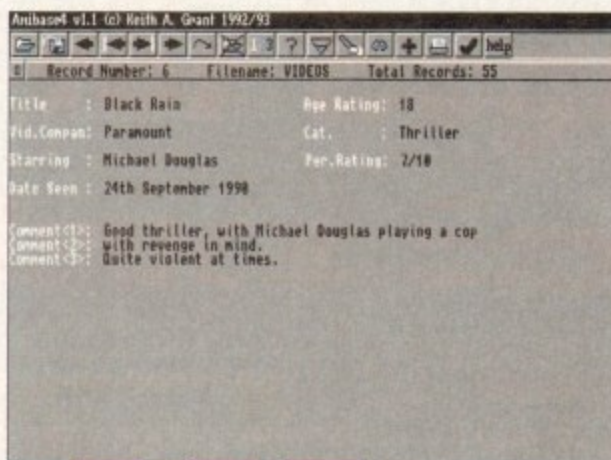 Amibase4 v1.1 (c) Keith A. Grant 1992/93
1 3 ? help
Record Number: 6 Filename: VIDEOS Total Records: 55
Title : Black Rain Age Rating: 18
Vid.Compan: Paramount Cat. : Thriller
Starring : Michael Douglas Per.Rating: 7/10
Date Seen : 24th September 1990
Comment<1>: Good thriller, with Michael Douglas playing a cop
Comment<2>: with revenge in mind.
Comment<3>: Quite violent at times.